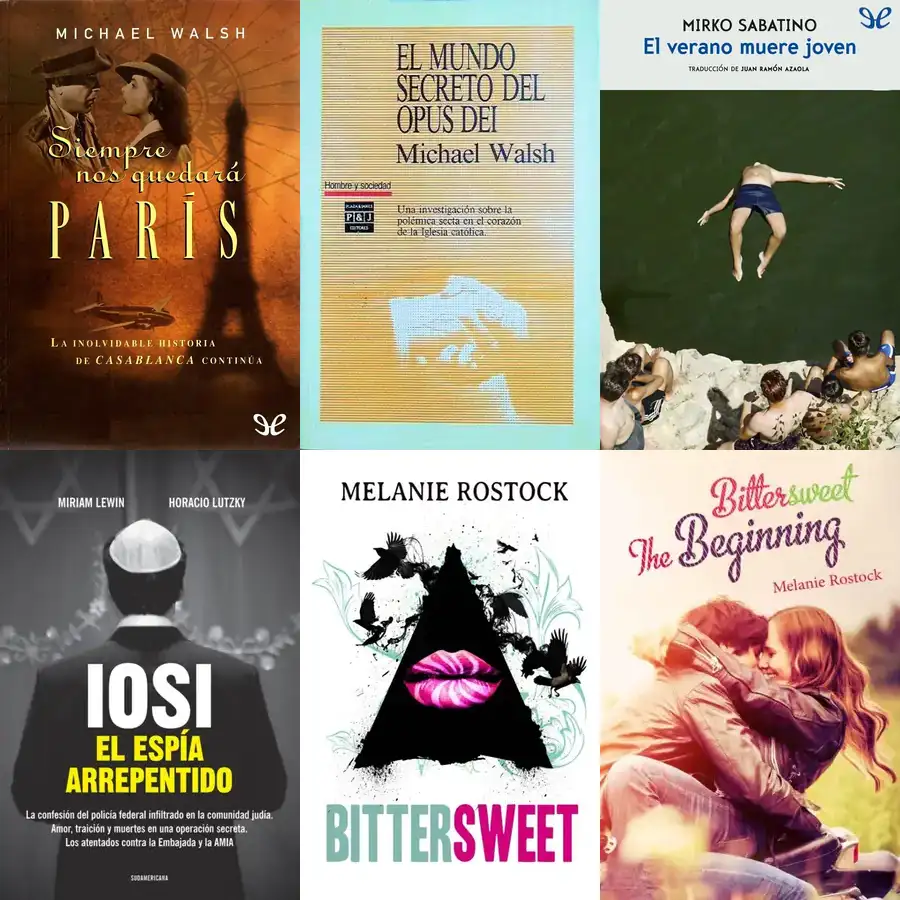 MICHAEL WALSH
Siempre
nos quedará
PARÍS
LA INOLVIDABLE HISTORIA
DE CASABLANCA CONTINÚA
EL MUNDO
SECRETO DEL
OPUS DEI
Michael Walsh
Hombre y sociedad
PLAZA & JANES
P&J
EDITORES
Una investigación sobre la
polémica secta en el corazón
de la Iglesia católica.
MIRKO SABATINO
El verano muere joven
TRADUCCIÓN DE JUAN RAMÓN AZAOLA
MIRIAM LEWIN
HORACIO LUTZKY
IOSI
EL ESPÍA
ARREPENTIDO
La confesión del policía federal infiltrado en la comunidad judía.
Amor, traición y muertes en una operación secreta.
Los atentados contra la Embajada y la AMIA
SUDAMERICANA
MELANIE ROSTOCK
BITTERSWEET
Bittersweet
The Beginning
Melanie Rostock